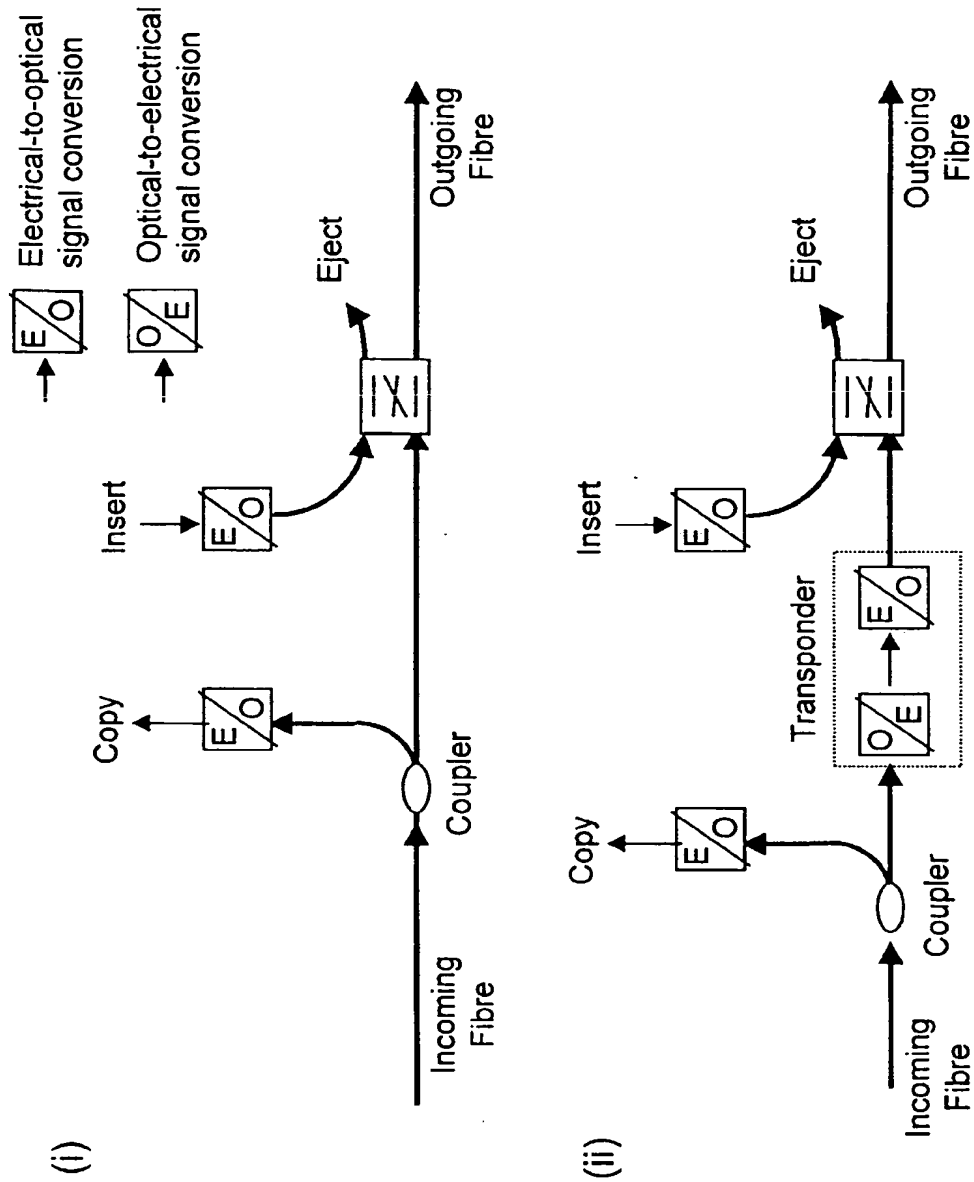 (i)
E
O
Electrical-to-optical
signal conversion
O
E
Optical-to-electrical
signal conversion
Copy
E
O
Insert
E
O
Eject
Incoming
Fibre
Coupler
Outgoing
Fibre
(ii)
Copy
E
O
Transponder
O
E
E
O
Insert
E
O
Eject
Incoming
Fibre
Coupler
Outgoing
Fibre